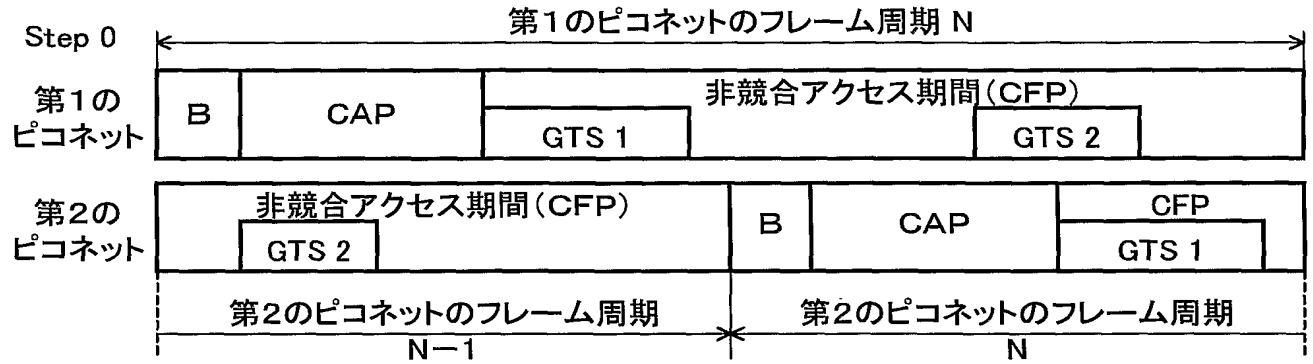 Step 0
第1のピコネットのフレーム周期 N
第1の
ピコネット
B
CAP
非競合アクセス期間(CFP)
GTS 1
GTS 2
第2の
ピコネット
非競合アクセス期間(CFP)
GTS 2
B
CAP
CFP
GTS 1
第2のピコネットのフレーム周期
N−1
第2のピコネットのフレーム周期
N